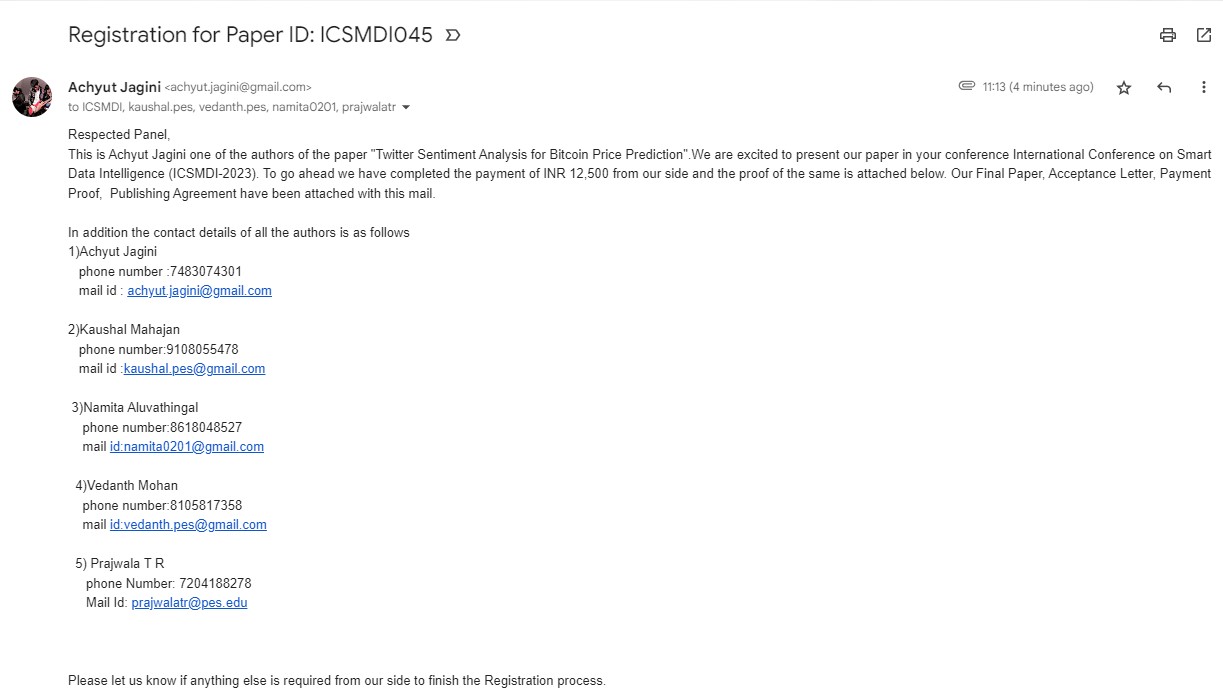 Registration for Paper ID: ICSMDI045
Achyut Jagini <achyut.jagini@gmail.com>
11:13 (4 minutes ago)
to ICSMDI, kaushal.pes, vedanth.pes, namita0201, prajwalatr
Respected Panel,
This is Achyut Jagini one of the authors of the paper "Twitter Sentiment Analysis for Bitcoin Price Prediction".We are excited to present our paper in your conference International Conference on Smart
Data Intelligence (ICSMDI-2023). To go ahead we have completed the payment of INR 12,500 from our side and the proof of the same is attached below. Our Final Paper, Acceptance Letter, Payment
Proof,  Publishing Agreement have been attached with this mail.
In addition the contact details of all the authors is as follows
1)Achyut Jagini
phone number :7483074301
mail id : achyut.jagini@gmail.com
2)Kaushal Mahajan
phone number:9108055478
mail id :kaushal.pes@gmail.com
3)Namita Aluvathingal
phone number:8618048527
mail id:namita0201@gmail.com
4)Vedanth Mohan
phone number:8105817358
mail id:vedanth.pes@gmail.com
5) Prajwala T R
phone Number: 7204188278
Mail Id: prajwalatr@pes.edu
Please let us know if anything else is required from our side to finish the Registration process.